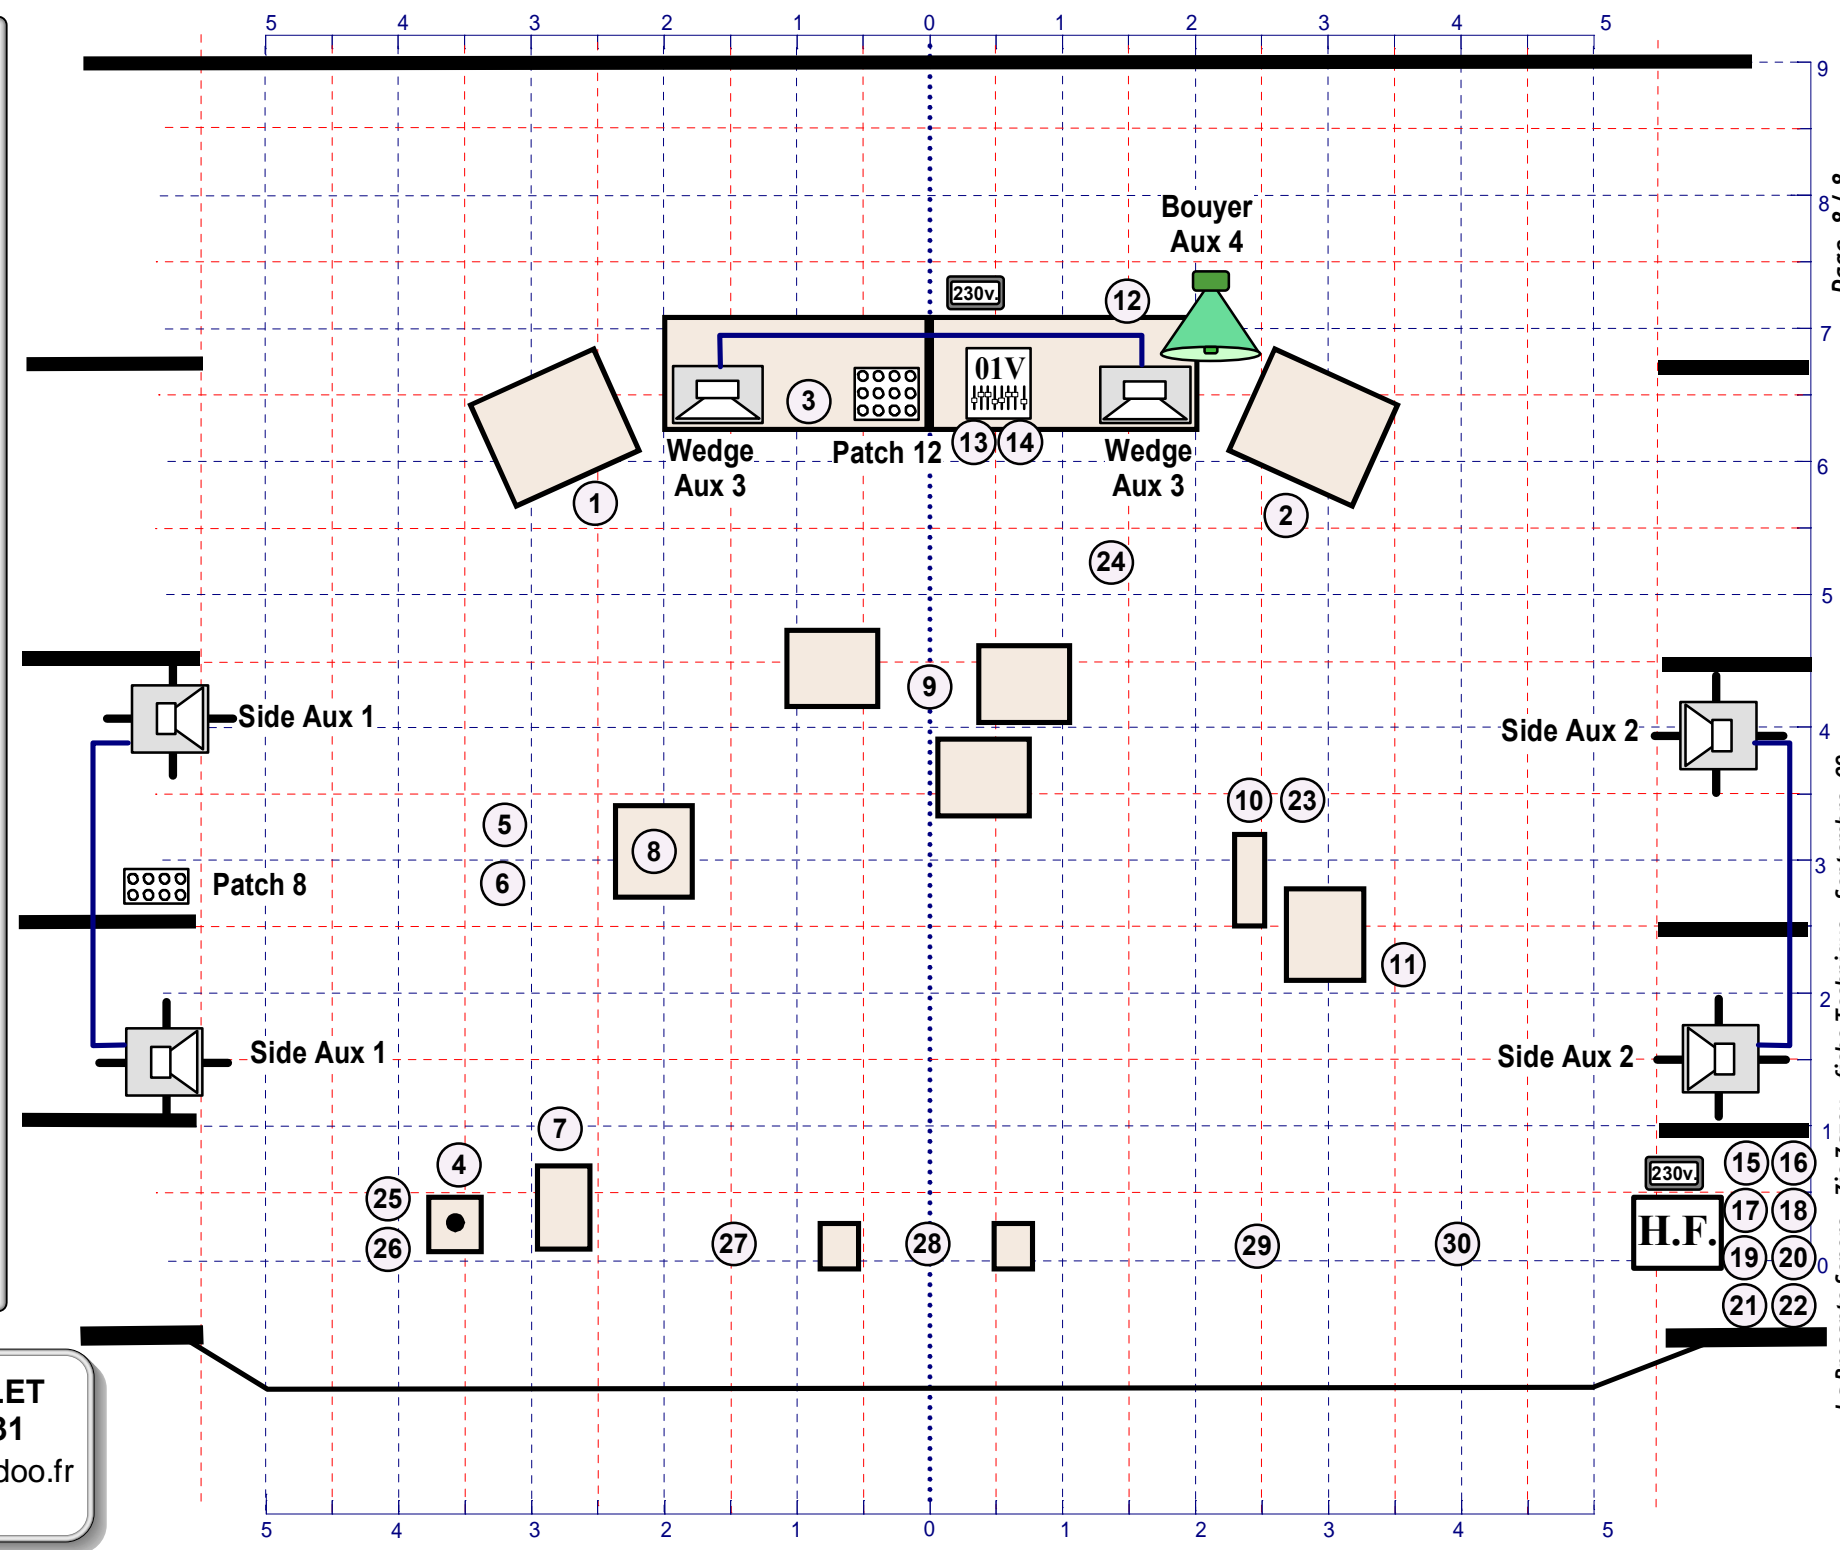 5 4 3 2 1 0 1 2 3 4 5
9
8
Bouyer
Aux 4
230v.
12
7
01V
3
13 14
Wedge
Aux 3
Patch 12
Wedge
Aux 3
6
1
2
24
5
9
Side Aux 1
Side Aux 2
4
10 23
5
8
6
3
Patch 8
11
2
Side Aux 1
Side Aux 2
7
1
4
230v.
15 16
25
17 18
H.F.
26
27
28
29
30
19 20
0
21 22
LET
31
doo.fr
5 4 3 2 1 0 1 2 3 4 5